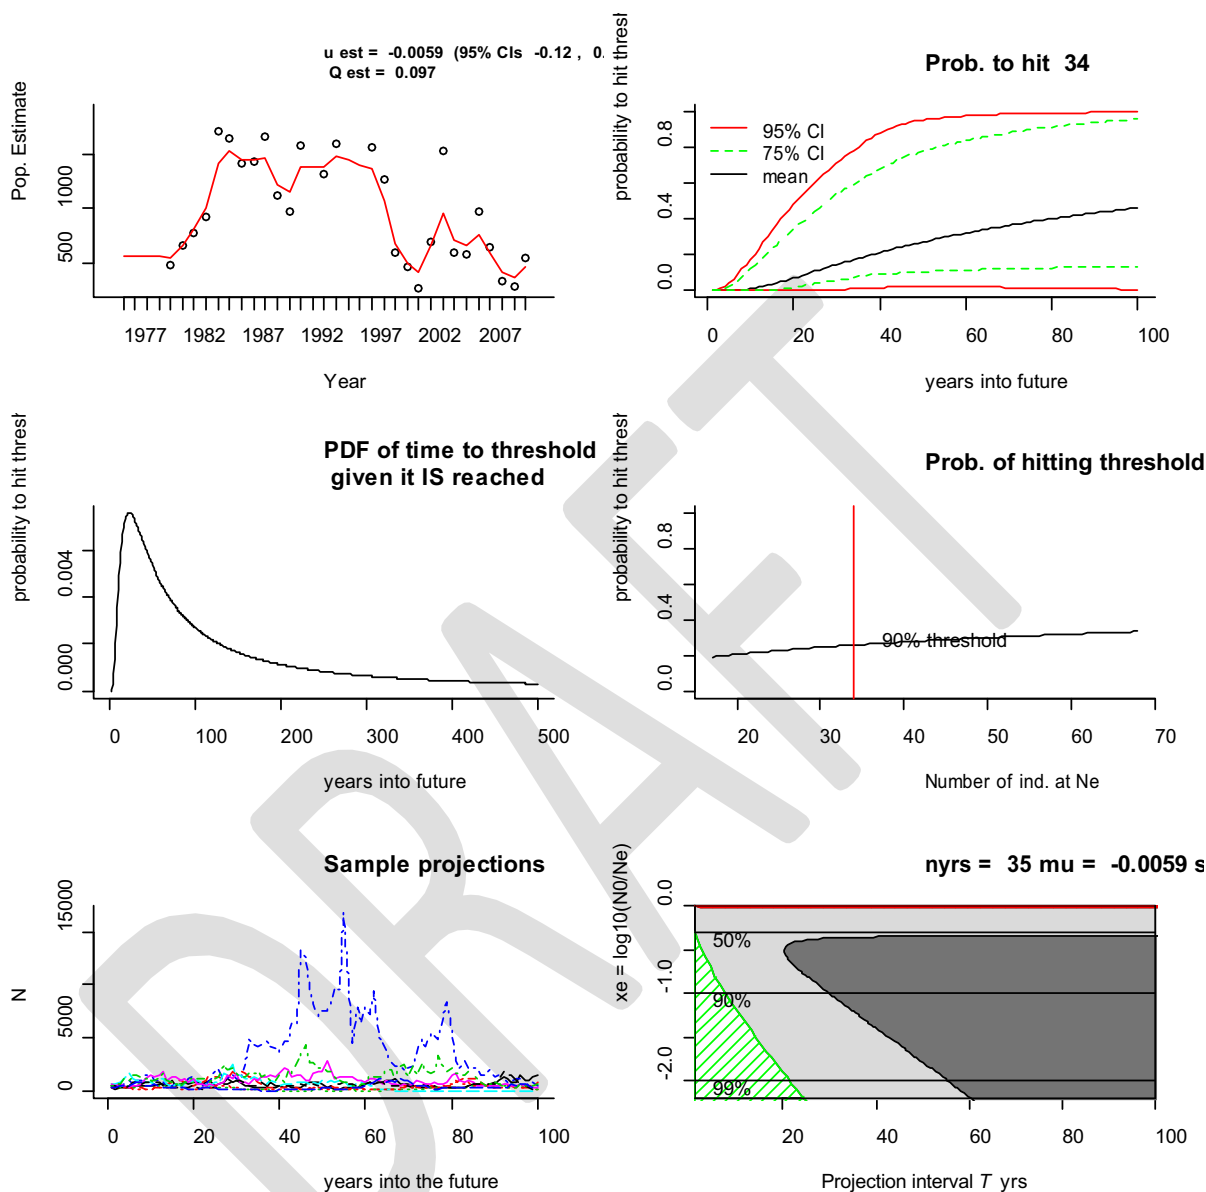 u est = -0.0059 (95% CIs -0.12 , 0.
Q est = 0.097
Pop. Estimate
500
1000
1977 1982 1987 1992 1997 2002 2007
Year
Prob. to hit 34
probability to hit thresh
0.0 0.4 0.8
95% CI
75% CI
mean
0 20 40 60 80 100
years into future
PDF of time to threshold
given it IS reached
probability to hit thresh
0.000 0.004
0 100 200 300 400 500
years into future
Prob. of hitting threshold
probability to hit thresh
0.0 0.4 0.8
90% threshold
20 30 40 50 60 70
Number of ind. at Ne
Sample projections
N
0 5000 15000
0 20 40 60 80 100
years into the future
nyrs = 35 mu = -0.0059 s
xe = log10(N0/Ne)
-2.0 -1.0 0.0
50%
90%
99%
20 40 60 80 100
Projection interval T yrs
DRAFT